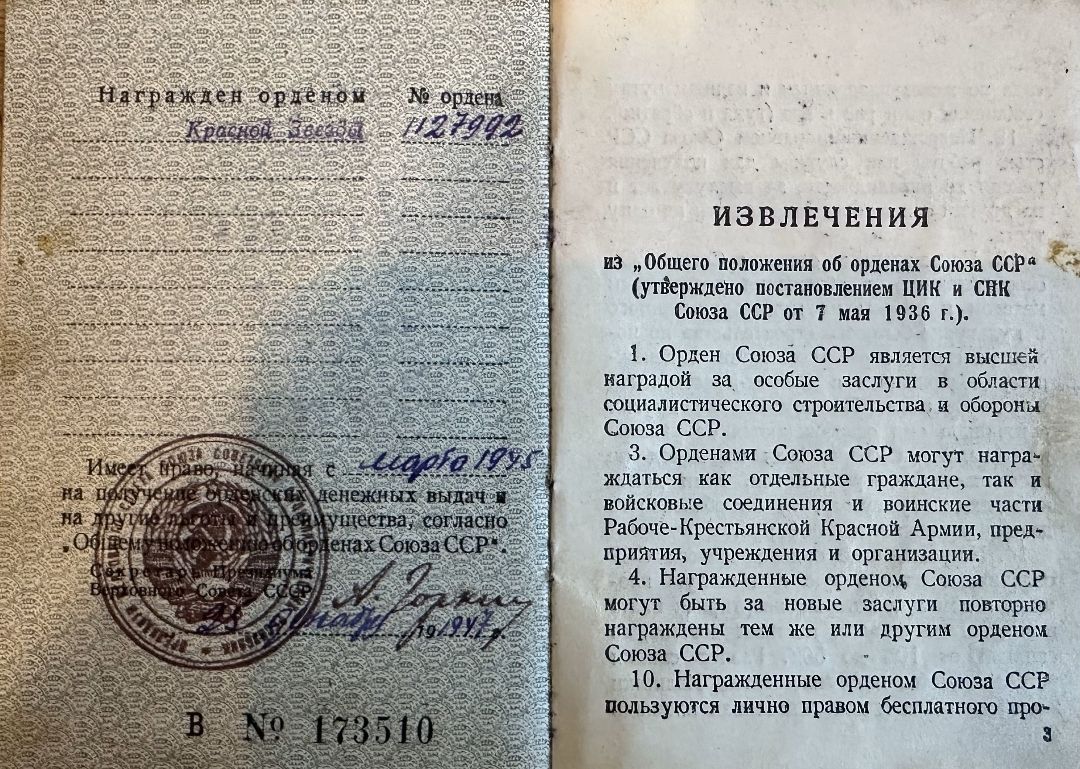 Награжден орденом № ордена
Красной Звезды 1127992
Имеет право, начиная с марта 1945
на получение орденских денежных выдач и
на другие льготы и преимущества, согласно
„Общему положению об орденах Союза ССР“.
Секретарь Президиума
Верховного Совета СССР А. Горкин
23 1947 г.
В № 173510
ИЗВЛЕЧЕНИЯ
из „Общего положения об орденах Союза ССР“
(утверждено постановлением ЦИК и СНК
Союза ССР от 7 мая 1936 г.).
1. Орден Союза ССР является высшей
наградой за особые заслуги в области
социалистического строительства и обороны
Союза ССР.
3. Орденами Союза ССР могут награ-
ждаться как отдельные граждане, так и
войсковые соединения и воинские части
Рабоче-Крестьянской Красной Армии, пред-
приятия, учреждения и организации.
4. Награжденные орденом Союза ССР
могут быть за новые заслуги повторно
награждены тем же или другим орденом
Союза ССР.
10. Награжденные орденом Союза ССР
пользуются лично правом бесплатного про-
3